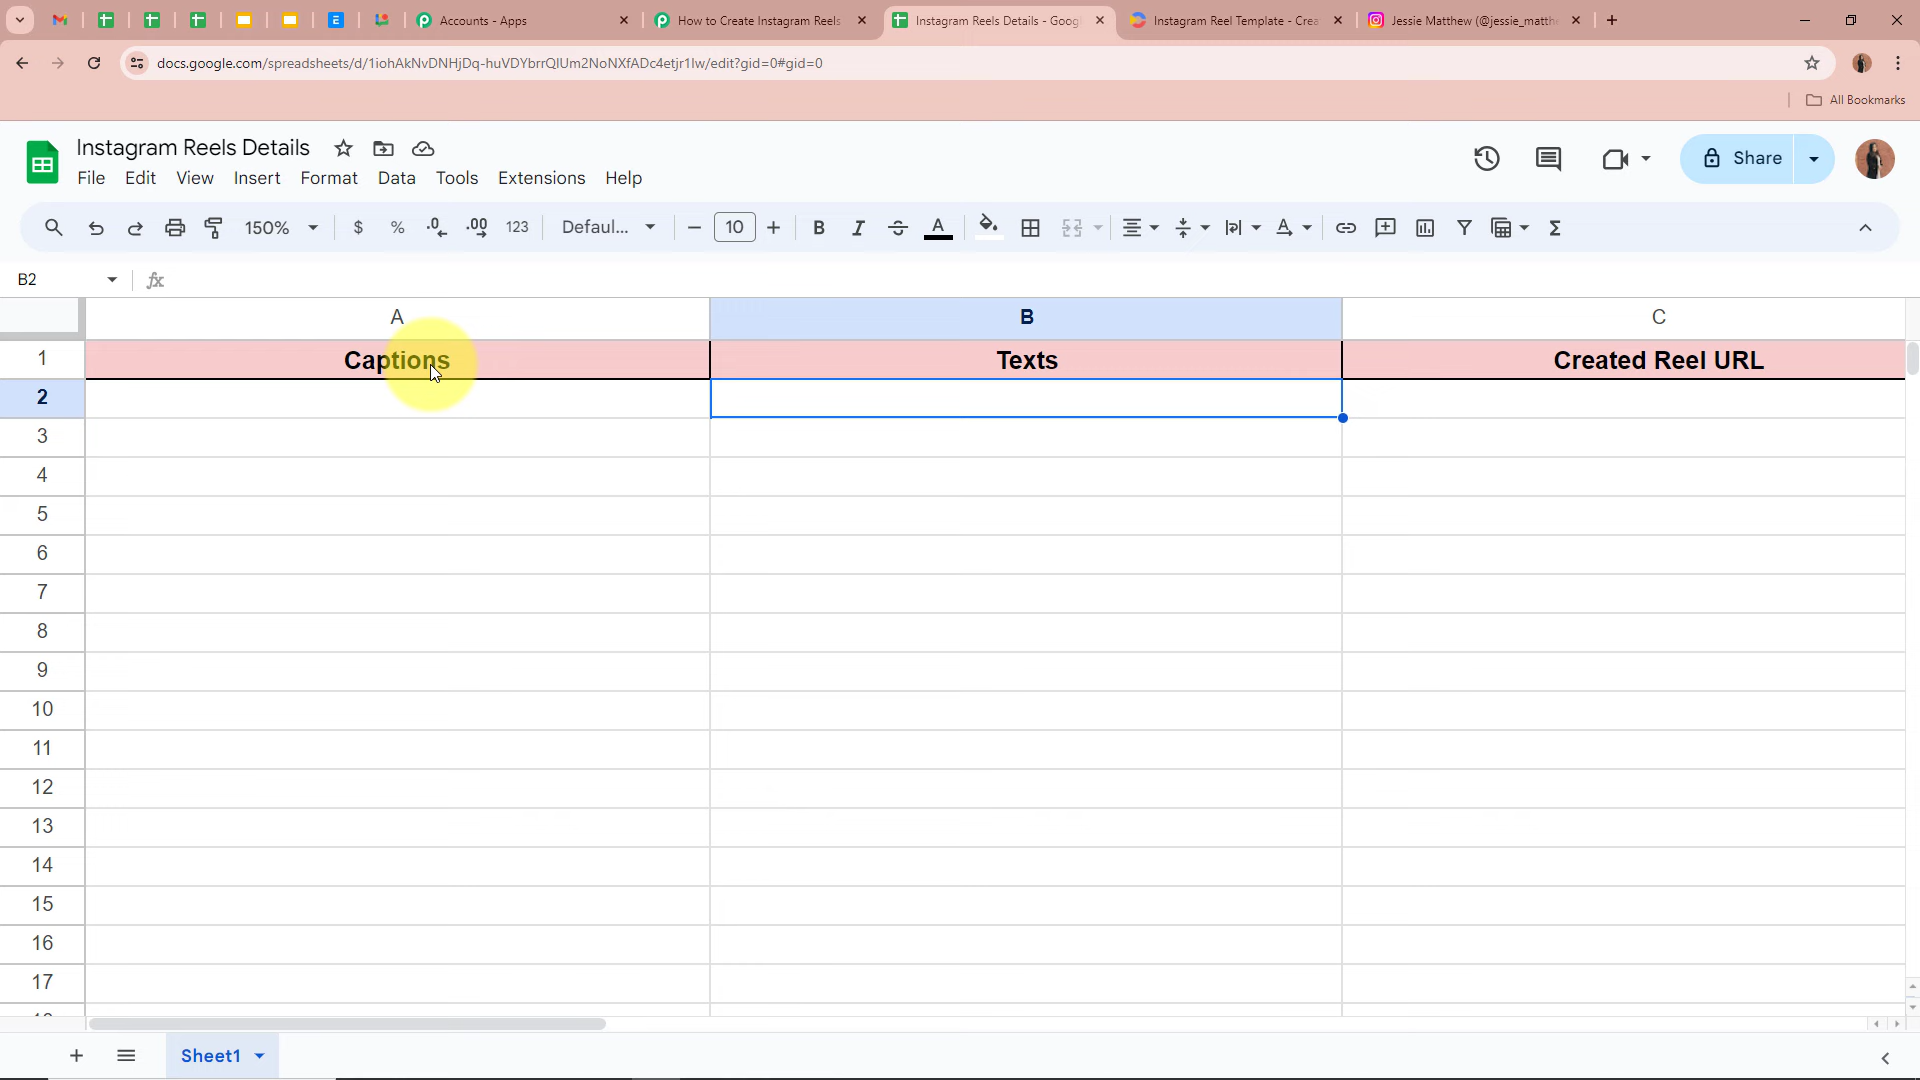 Accounts - Apps
How to Create Instagram Reels
Instagram Reels Details - Goog
Instagram Reel Template - Crea
Jessie Matthew (@jessie_matth
docs.google.com/spreadsheets/d/1iohAkNvDNHjDq-huVDYbrrQIUm2NoNXfADc4etjr1Iw/edit?gid=0#gid=0
All Bookmarks
Instagram Reels Details
File Edit View Insert Format Data Tools Extensions Help
Share
150% $ % .0 .00 123 Defaul... 10 B I S A
B2 fx
A B C
1 Captions Texts Created Reel URL
2
3
4
5
6
7
8
9
10
11
12
13
14
15
16
17
Sheet1